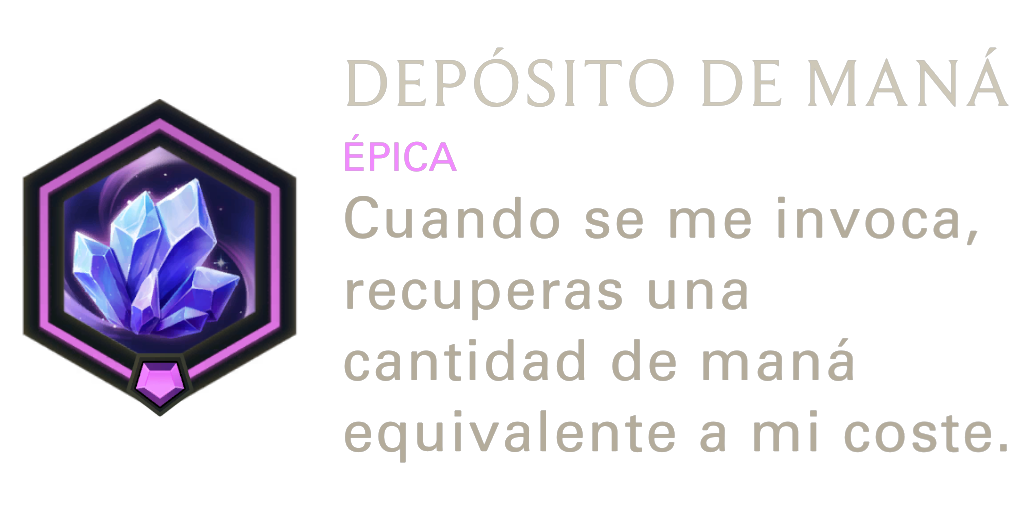 DEPÓSITO DE MANÁ
ÉPICA
Cuando se me invoca,
recuperas una
cantidad de maná
equivalente a mi coste.